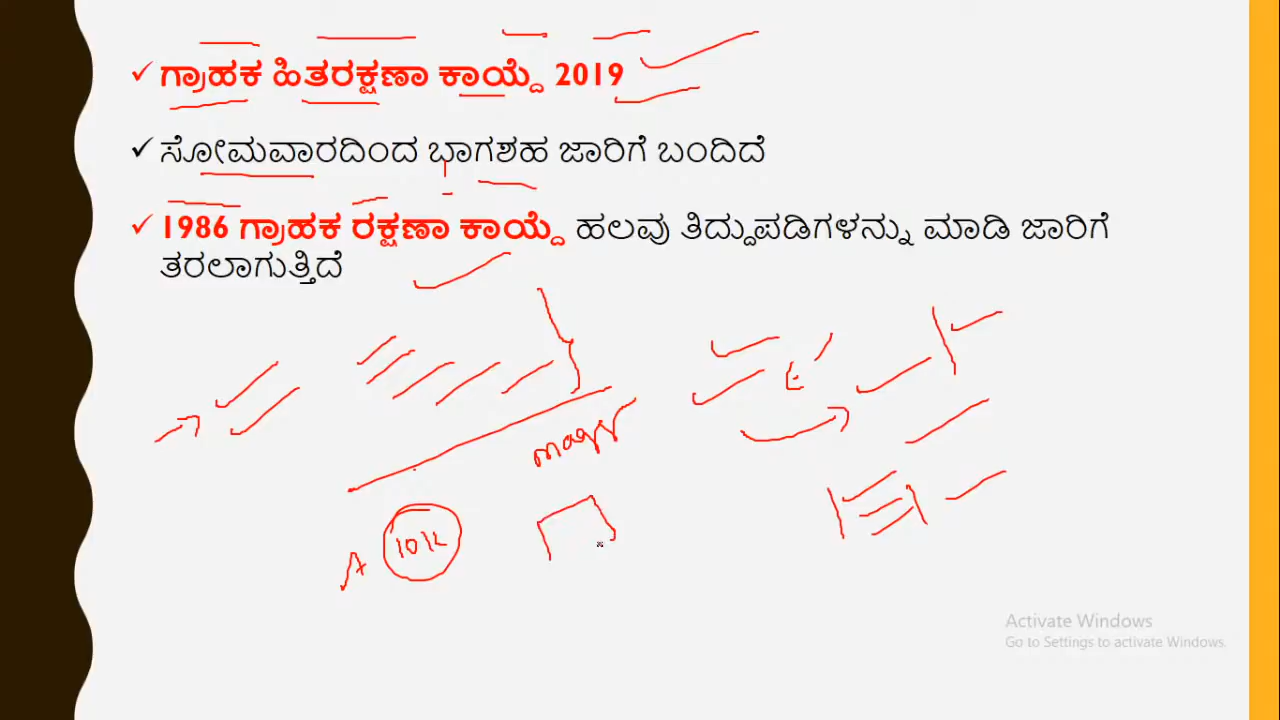 ಗ್ರಾಹಕ ಹಿತರಕ್ಷಣಾ ಕಾಯ್ದೆ 2019
ಸೋಮವಾರದಿಂದ ಭಾಗಶಹ ಜಾರಿಗೆ ಬಂದಿದೆ
1986 ಗ್ರಾಹಕ ರಕ್ಷಣಾ ಕಾಯ್ದೆ ಹಲವು ತಿದ್ದುಪಡಿಗಳನ್ನು ಮಾಡಿ ಜಾರಿಗೆ
ತರಲಾಗುತ್ತಿದೆ
A 10K
Activate Windows
Go to Settings to activate Windows.